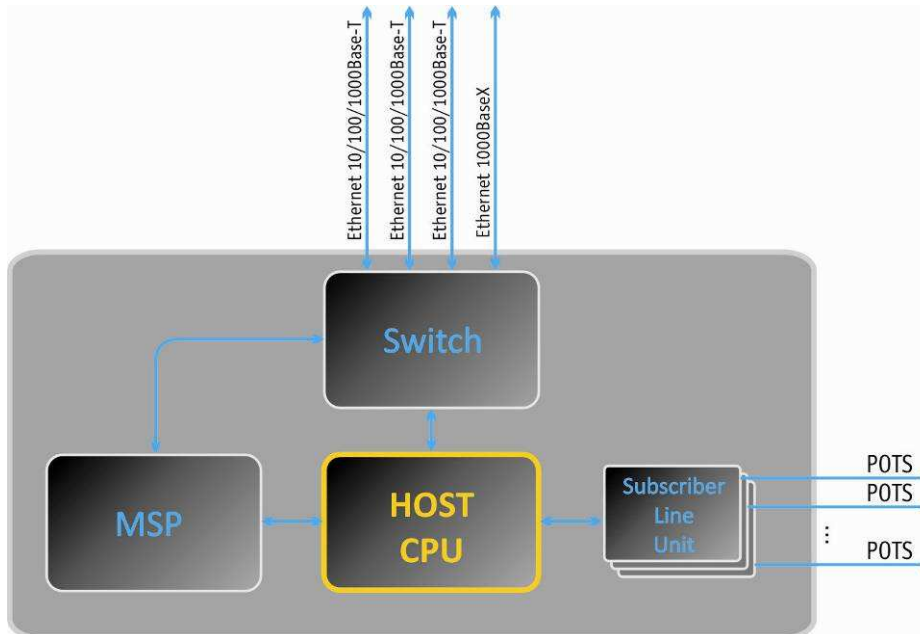 Ethernet 10/100/1000Base-T
Ethernet 10/100/1000Base-T
Ethernet 10/100/1000Base-T
Ethernet 1000BaseX
Switch
MSP
HOST
CPU
Subscriber
Line
Unit
POTS
POTS
...
POTS